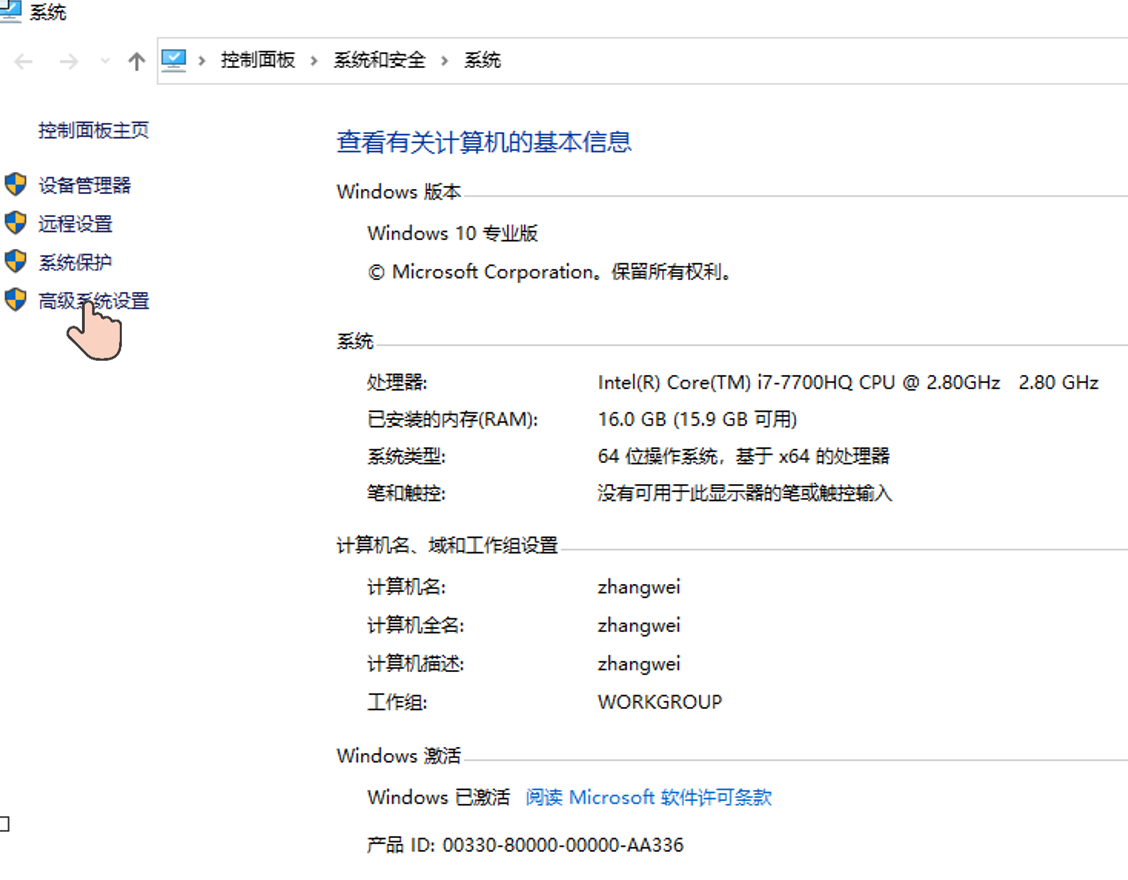 系统
控制面板 > 系统和安全 > 系统
控制面板主页
设备管理器
远程设置
系统保护
高级系统设置
查看有关计算机的基本信息
Windows 版本
Windows 10 专业版
© Microsoft Corporation。保留所有权利。
系统
处理器: Intel(R) Core(TM) i7-7700HQ CPU @ 2.80GHz 2.80 GHz
已安装的内存(RAM): 16.0 GB (15.9 GB 可用)
系统类型: 64 位操作系统，基于 x64 的处理器
笔和触控: 没有可用于此显示器的笔或触控输入
计算机名、域和工作组设置
计算机名: zhangwei
计算机全名: zhangwei
计算机描述: zhangwei
工作组: WORKGROUP
Windows 激活
Windows 已激活 阅读 Microsoft 软件许可条款
产品 ID: 00330-80000-00000-AA336